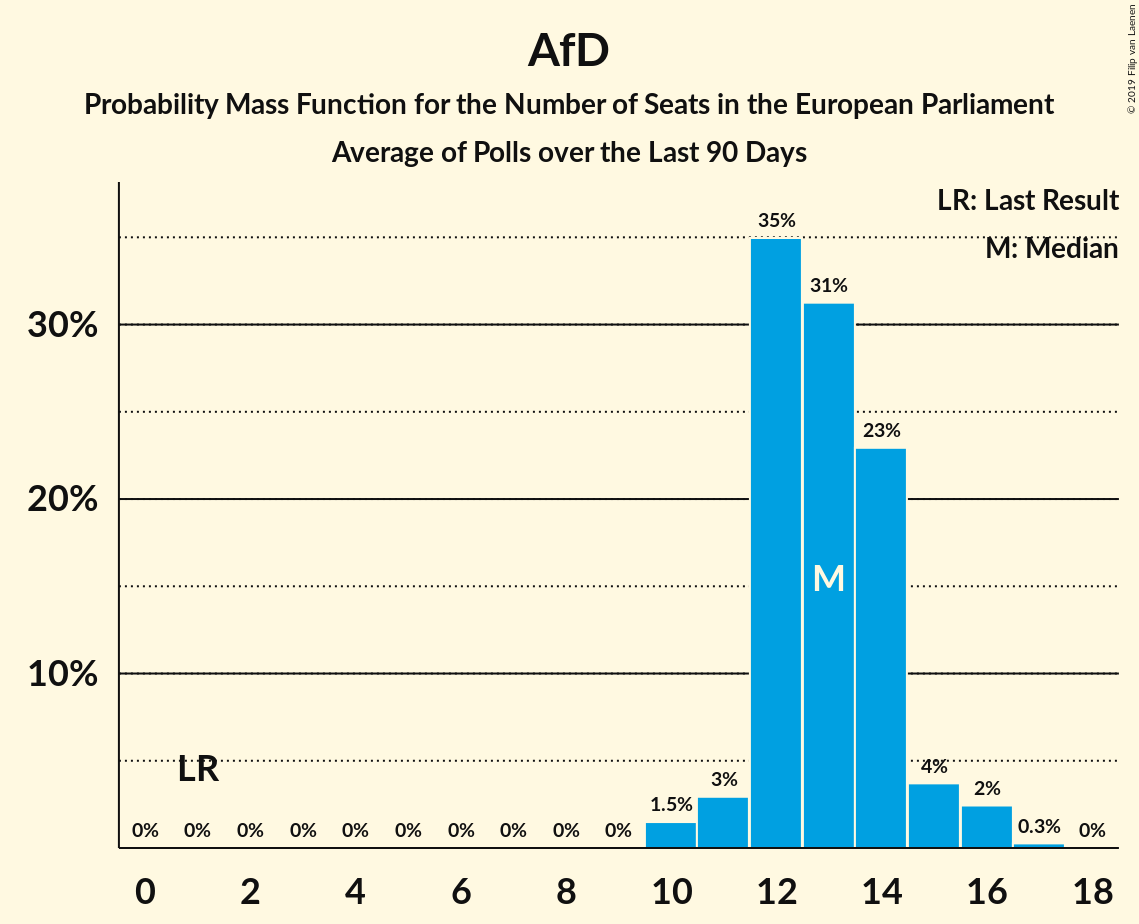 AfD
Probability Mass Function for the Number of Seats in the European Parliament
Average of Polls over the Last 90 Days
© 2019 Filip van Laenen
LR: Last Result
M: Median
35%
31%
30%
23%
20%
M
10%
LR
0% 0% 0% 0% 0% 0% 0% 0% 0% 0% 1.5% 3% 4% 2% 0.3% 0%
0 2 4 6 8 10 12 14 16 18